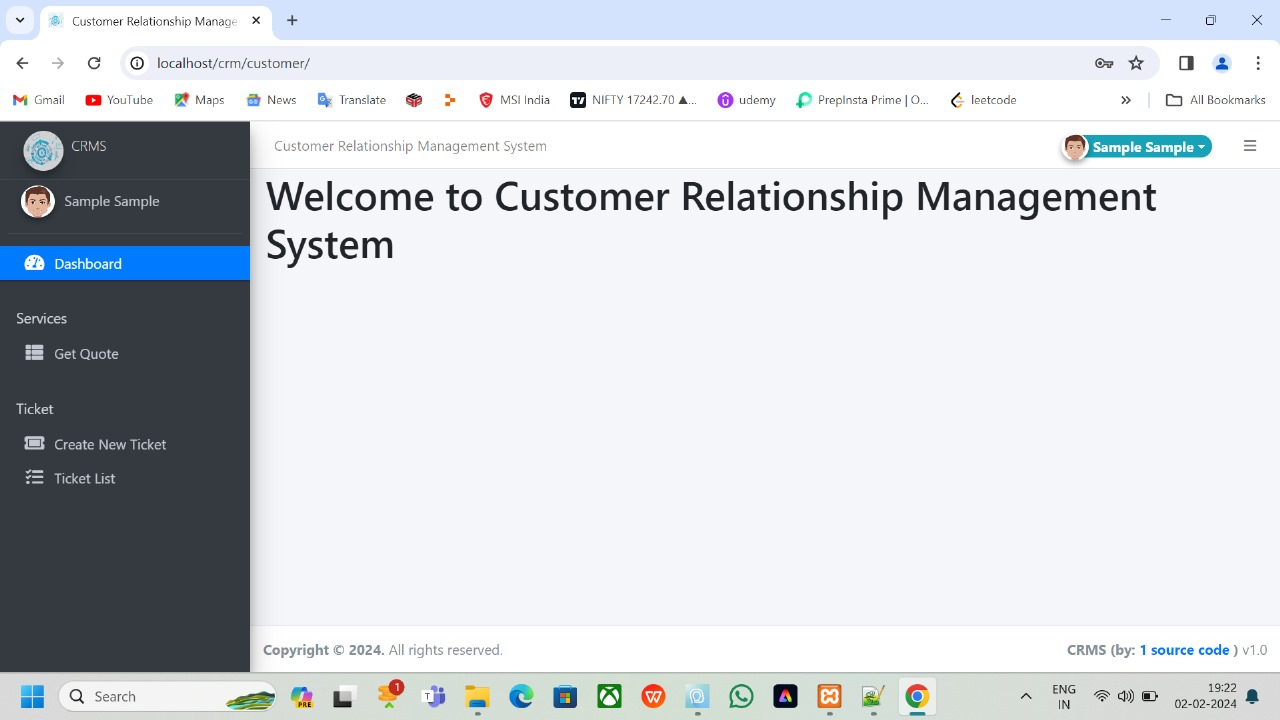 Customer Relationship Manage
localhost/crm/customer/
Gmail YouTube Maps News Translate MSI India NIFTY 17242.70 ▲... udemy PrepInsta Prime | O... leetcode » All Bookmarks
CRMS
Customer Relationship Management System
Sample Sample
Sample Sample
Welcome to Customer Relationship Management
System
Dashboard
Services
Get Quote
Ticket
Create New Ticket
Ticket List
Copyright © 2024. All rights reserved.
CRMS (by: 1 source code ) v1.0
Search
PRE
1
ENG
IN
19:22
02-02-2024